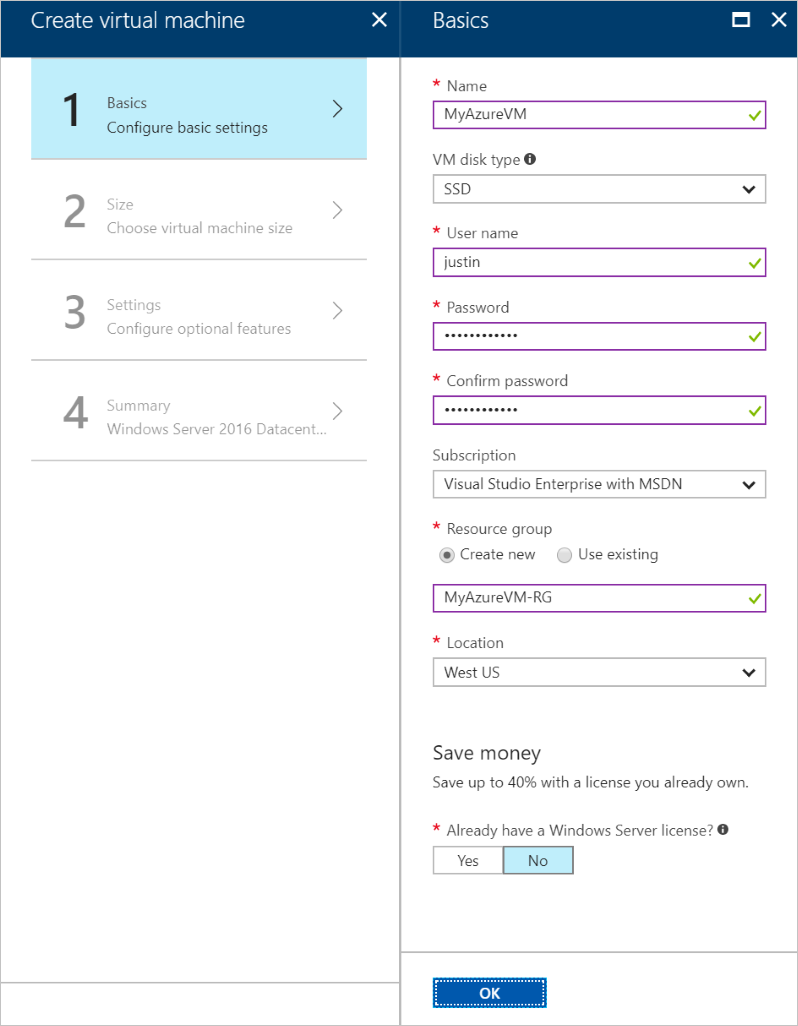 Create virtual machine
1
Basics
Configure basic settings
2
Size
Choose virtual machine size
3
Settings
Configure optional features
4
Summary
Windows Server 2016 Datacent...
Basics
* Name
MyAzureVM
VM disk type
SSD
* User name
justin
* Password
••••••••••••
* Confirm password
••••••••••••
Subscription
Visual Studio Enterprise with MSDN
* Resource group
Create new Use existing
MyAzureVM-RG
* Location
West US
Save money
Save up to 40% with a license you already own.
* Already have a Windows Server license?
Yes No
OK